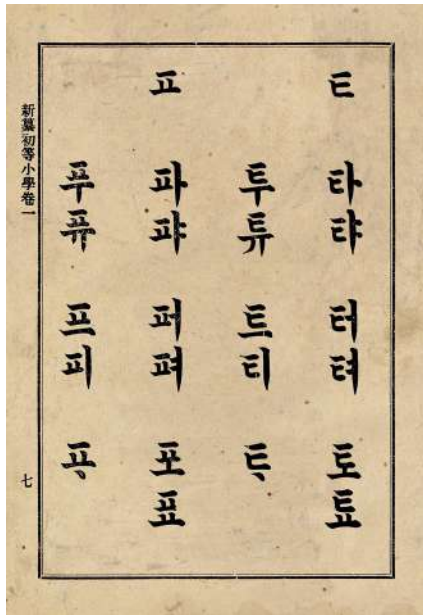 ㅌ
타탸 터텨 토툐
투튜 트티 ᄐᆞ
ㅍ
파퍄 퍼펴 포표
푸퓨 프피 ᄑᆞ
新纂初等小學卷一
七